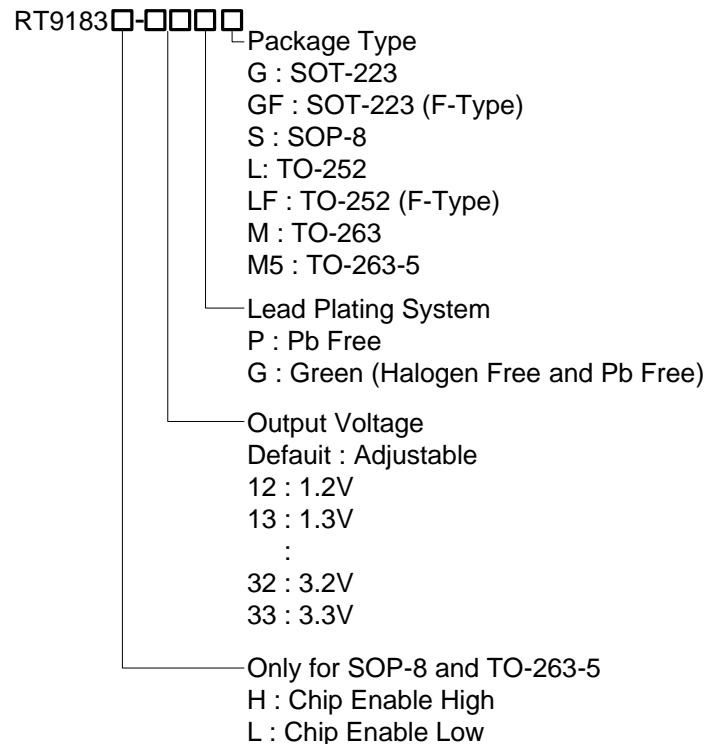 RT9183□-□□□□
Package Type
G : SOT-223
GF : SOT-223 (F-Type)
S : SOP-8
L: TO-252
LF : TO-252 (F-Type)
M : TO-263
M5 : TO-263-5
Lead Plating System
P : Pb Free
G : Green (Halogen Free and Pb Free)
Output Voltage
Defauit : Adjustable
12 : 1.2V
13 : 1.3V
:
32 : 3.2V
33 : 3.3V
Only for SOP-8 and TO-263-5
H : Chip Enable High
L : Chip Enable Low